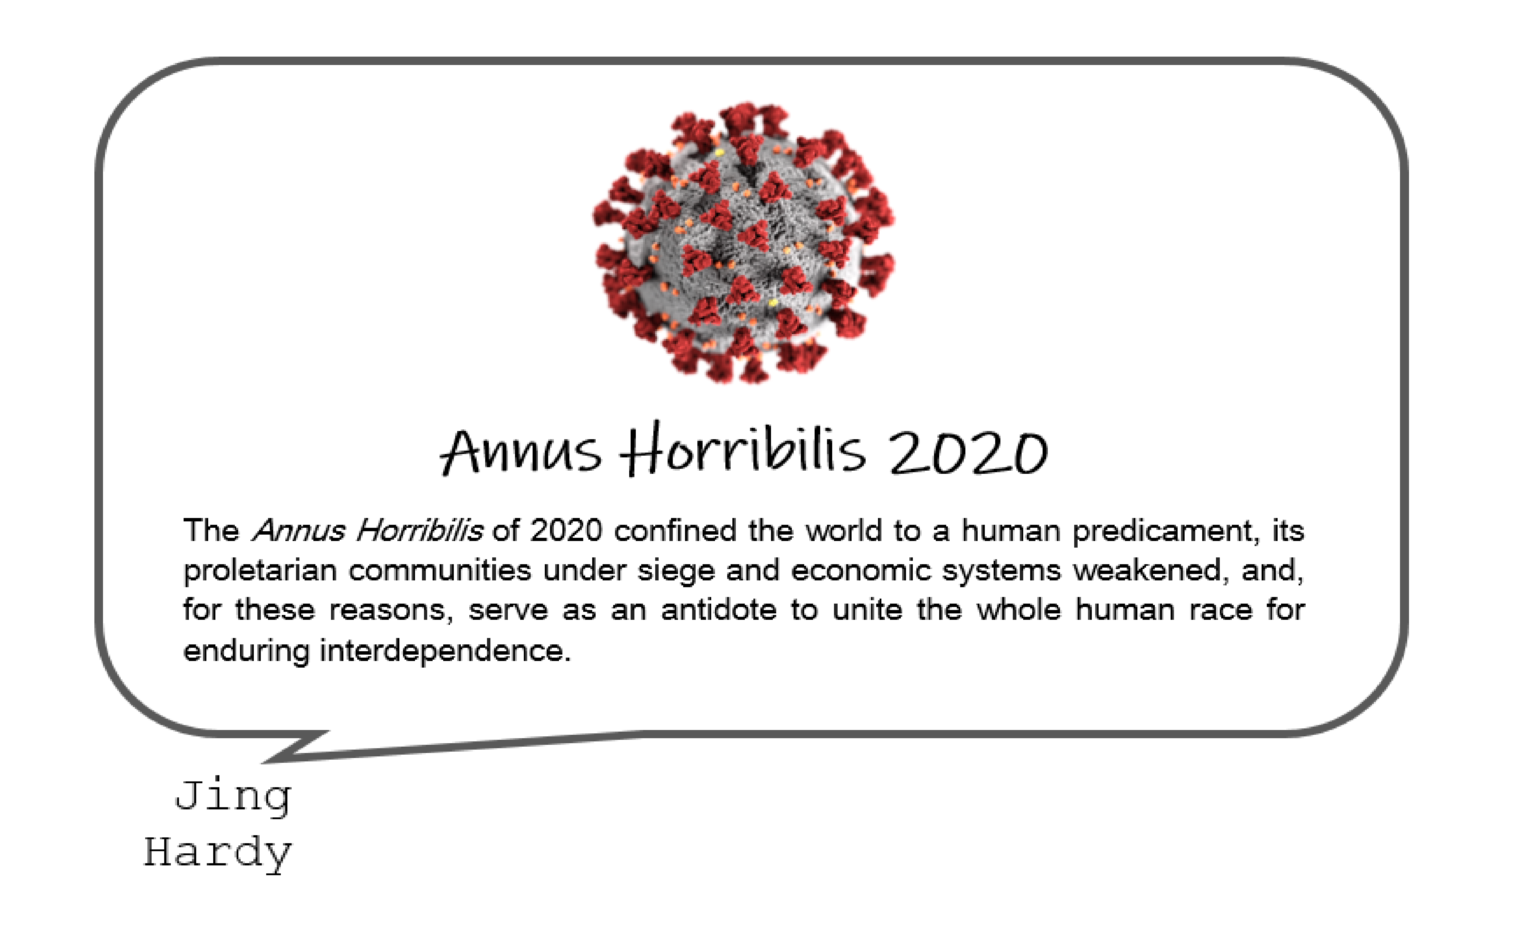 Annus Horribilis 2020
The Annus Horribilis of 2020 confined the world to a human predicament, its
proletarian communities under siege and economic systems weakened, and,
for these reasons, serve as an antidote to unite the whole human race for
enduring interdependence.
Jing
Hardy